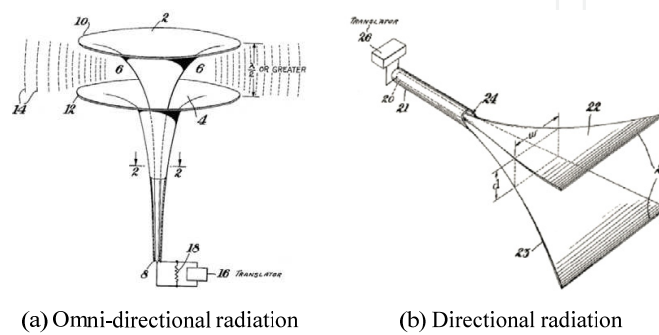 10
2
6
6
λ/2 OR GREATER
14
12
4
2
2
18
8
16 TRANSLATOR
(a) Omni-directional radiation
TRANSLATOR
26
20
21
24
22
w
d
23
(b) Directional radiation